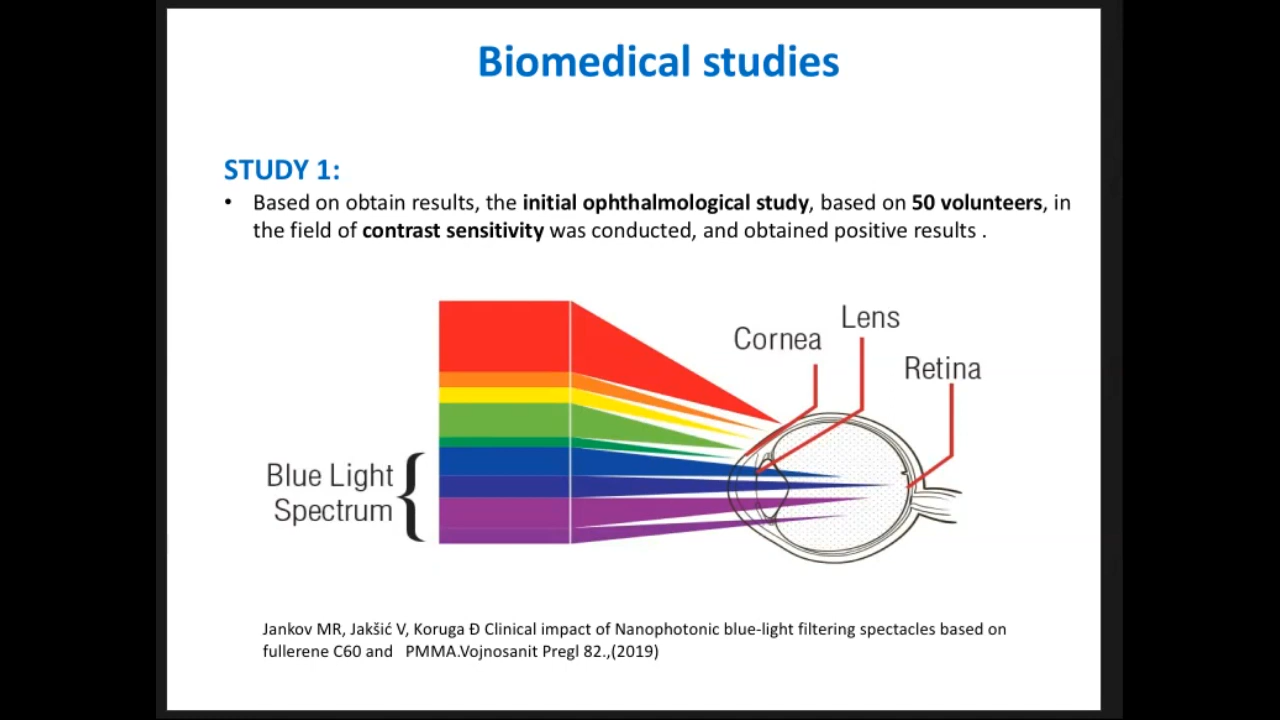 Biomedical studies
STUDY 1:
• Based on obtain results, the initial ophthalmological study, based on 50 volunteers, in
the field of contrast sensitivity was conducted, and obtained positive results .
Lens
Cornea
Retina
Blue Light
Spectrum
Jankov MR, Jakšić V, Koruga Đ Clinical impact of Nanophotonic blue-light filtering spectacles based on
fullerene C60 and PMMA.Vojnosanit Pregl 82.,(2019)